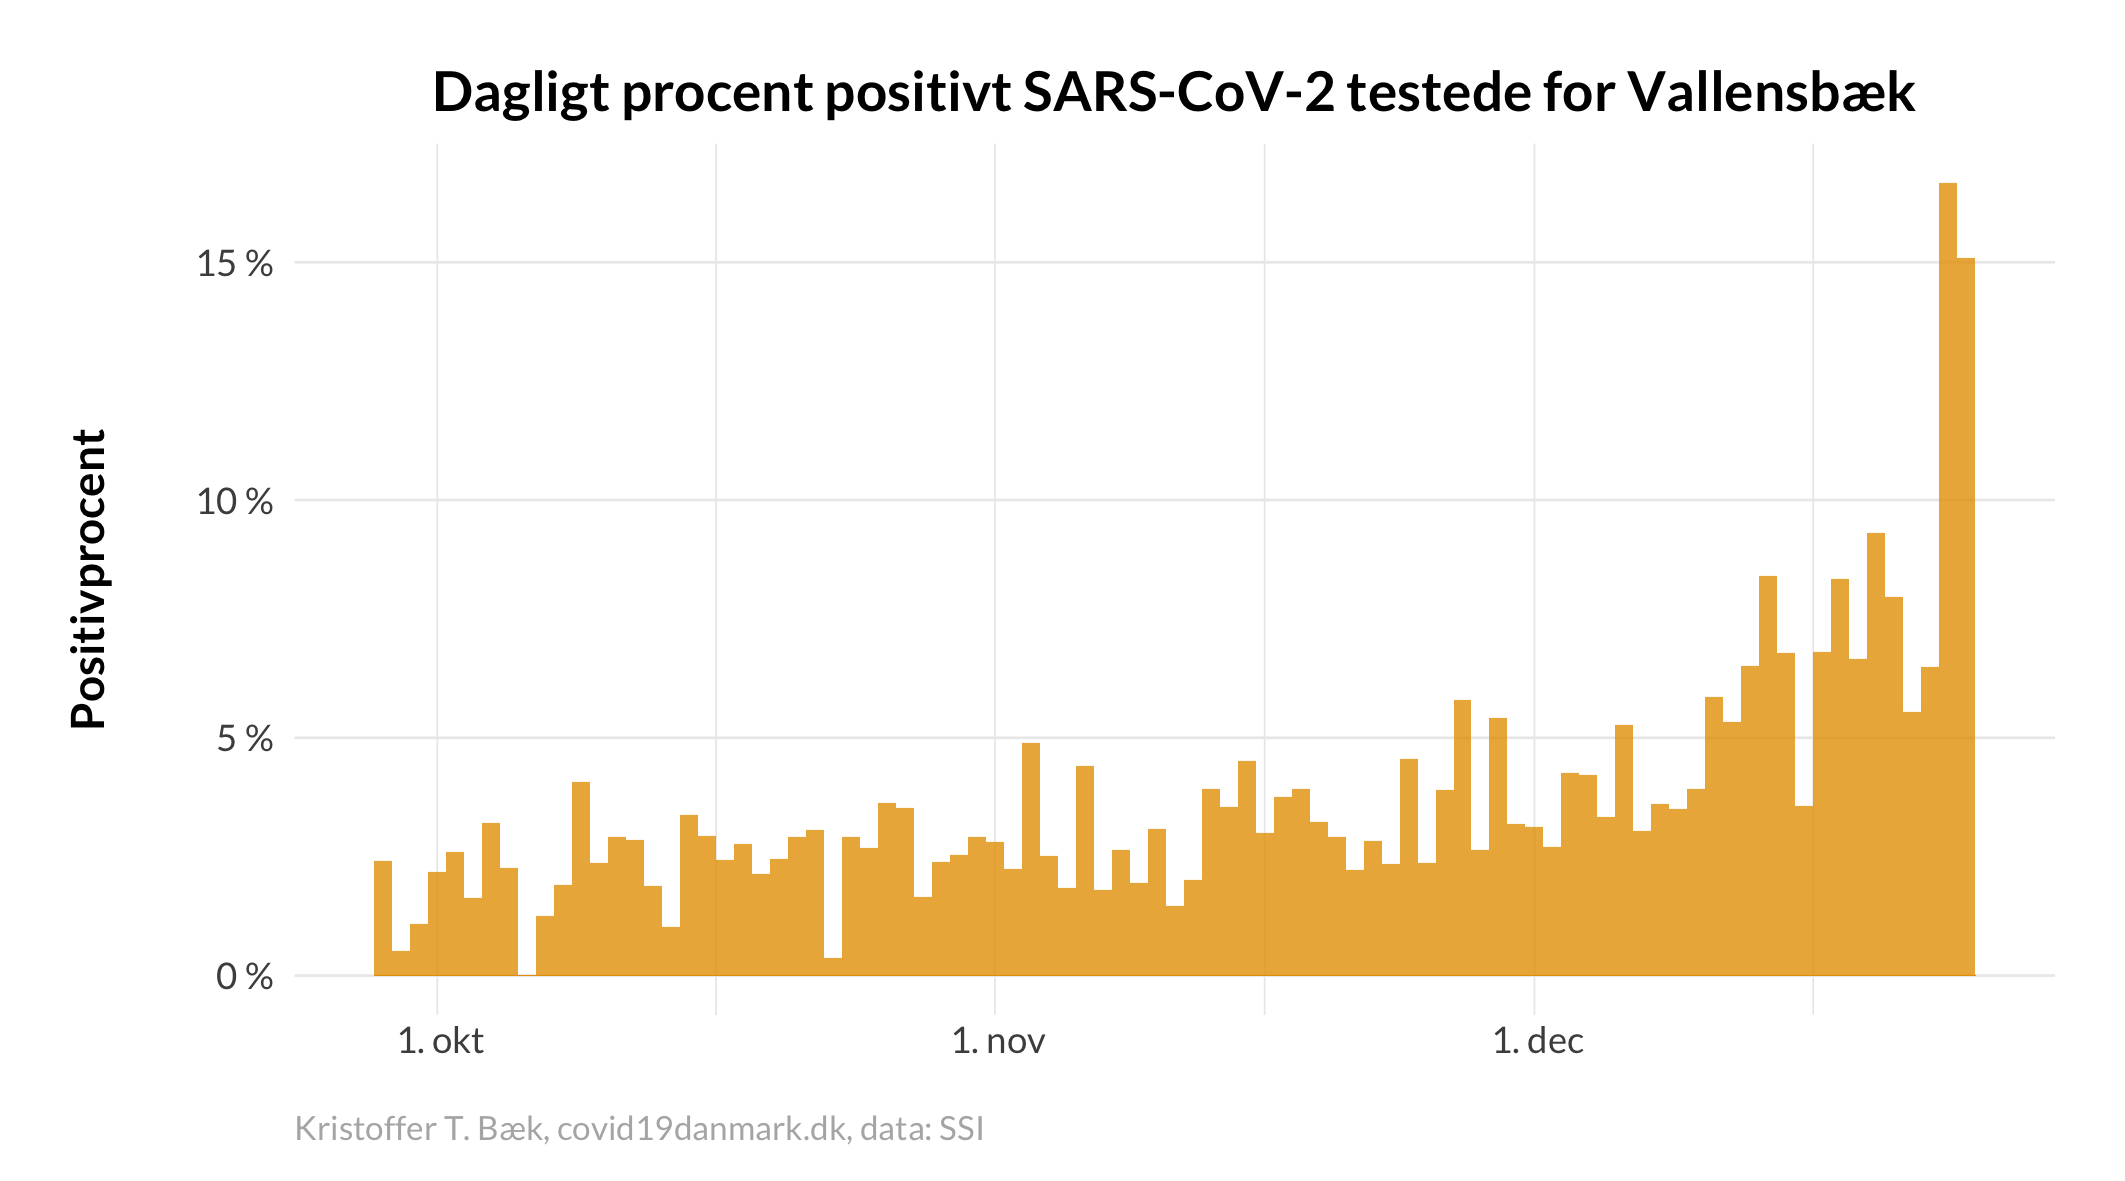 Dagligt procent positivt SARS-CoV-2 testede for Vallensbæk
Positivprocent
15 %
10 %
5 %
0 %
1. okt
1. nov
1. dec
Kristoffer T. Bæk, covid19danmark.dk, data: SSI